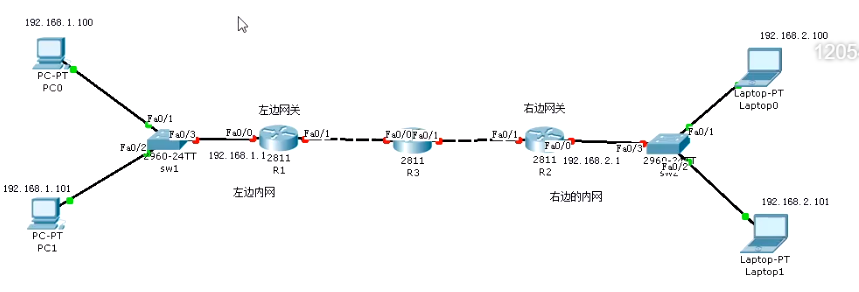 192.168.1.100
PC-PT
PC0
192.168.1.101
PC-PT
PC1
Fa0/1
Fa0/2
Fa0/3
2960-24TT
sw1
左边网关
Fa0/0
Fa0/1
192.168.1.1
2811
R1
左边内网
Fa0/0
Fa0/1
2811
R3
右边网关
Fa0/1
Fa0/0
2811
R2
192.168.2.1
右边的内网
Fa0/3
Fa0/1
Fa0/2
192.168.2.100
1205
Laptop-PT
Laptop0
192.168.2.101
Laptop-PT
Laptop1